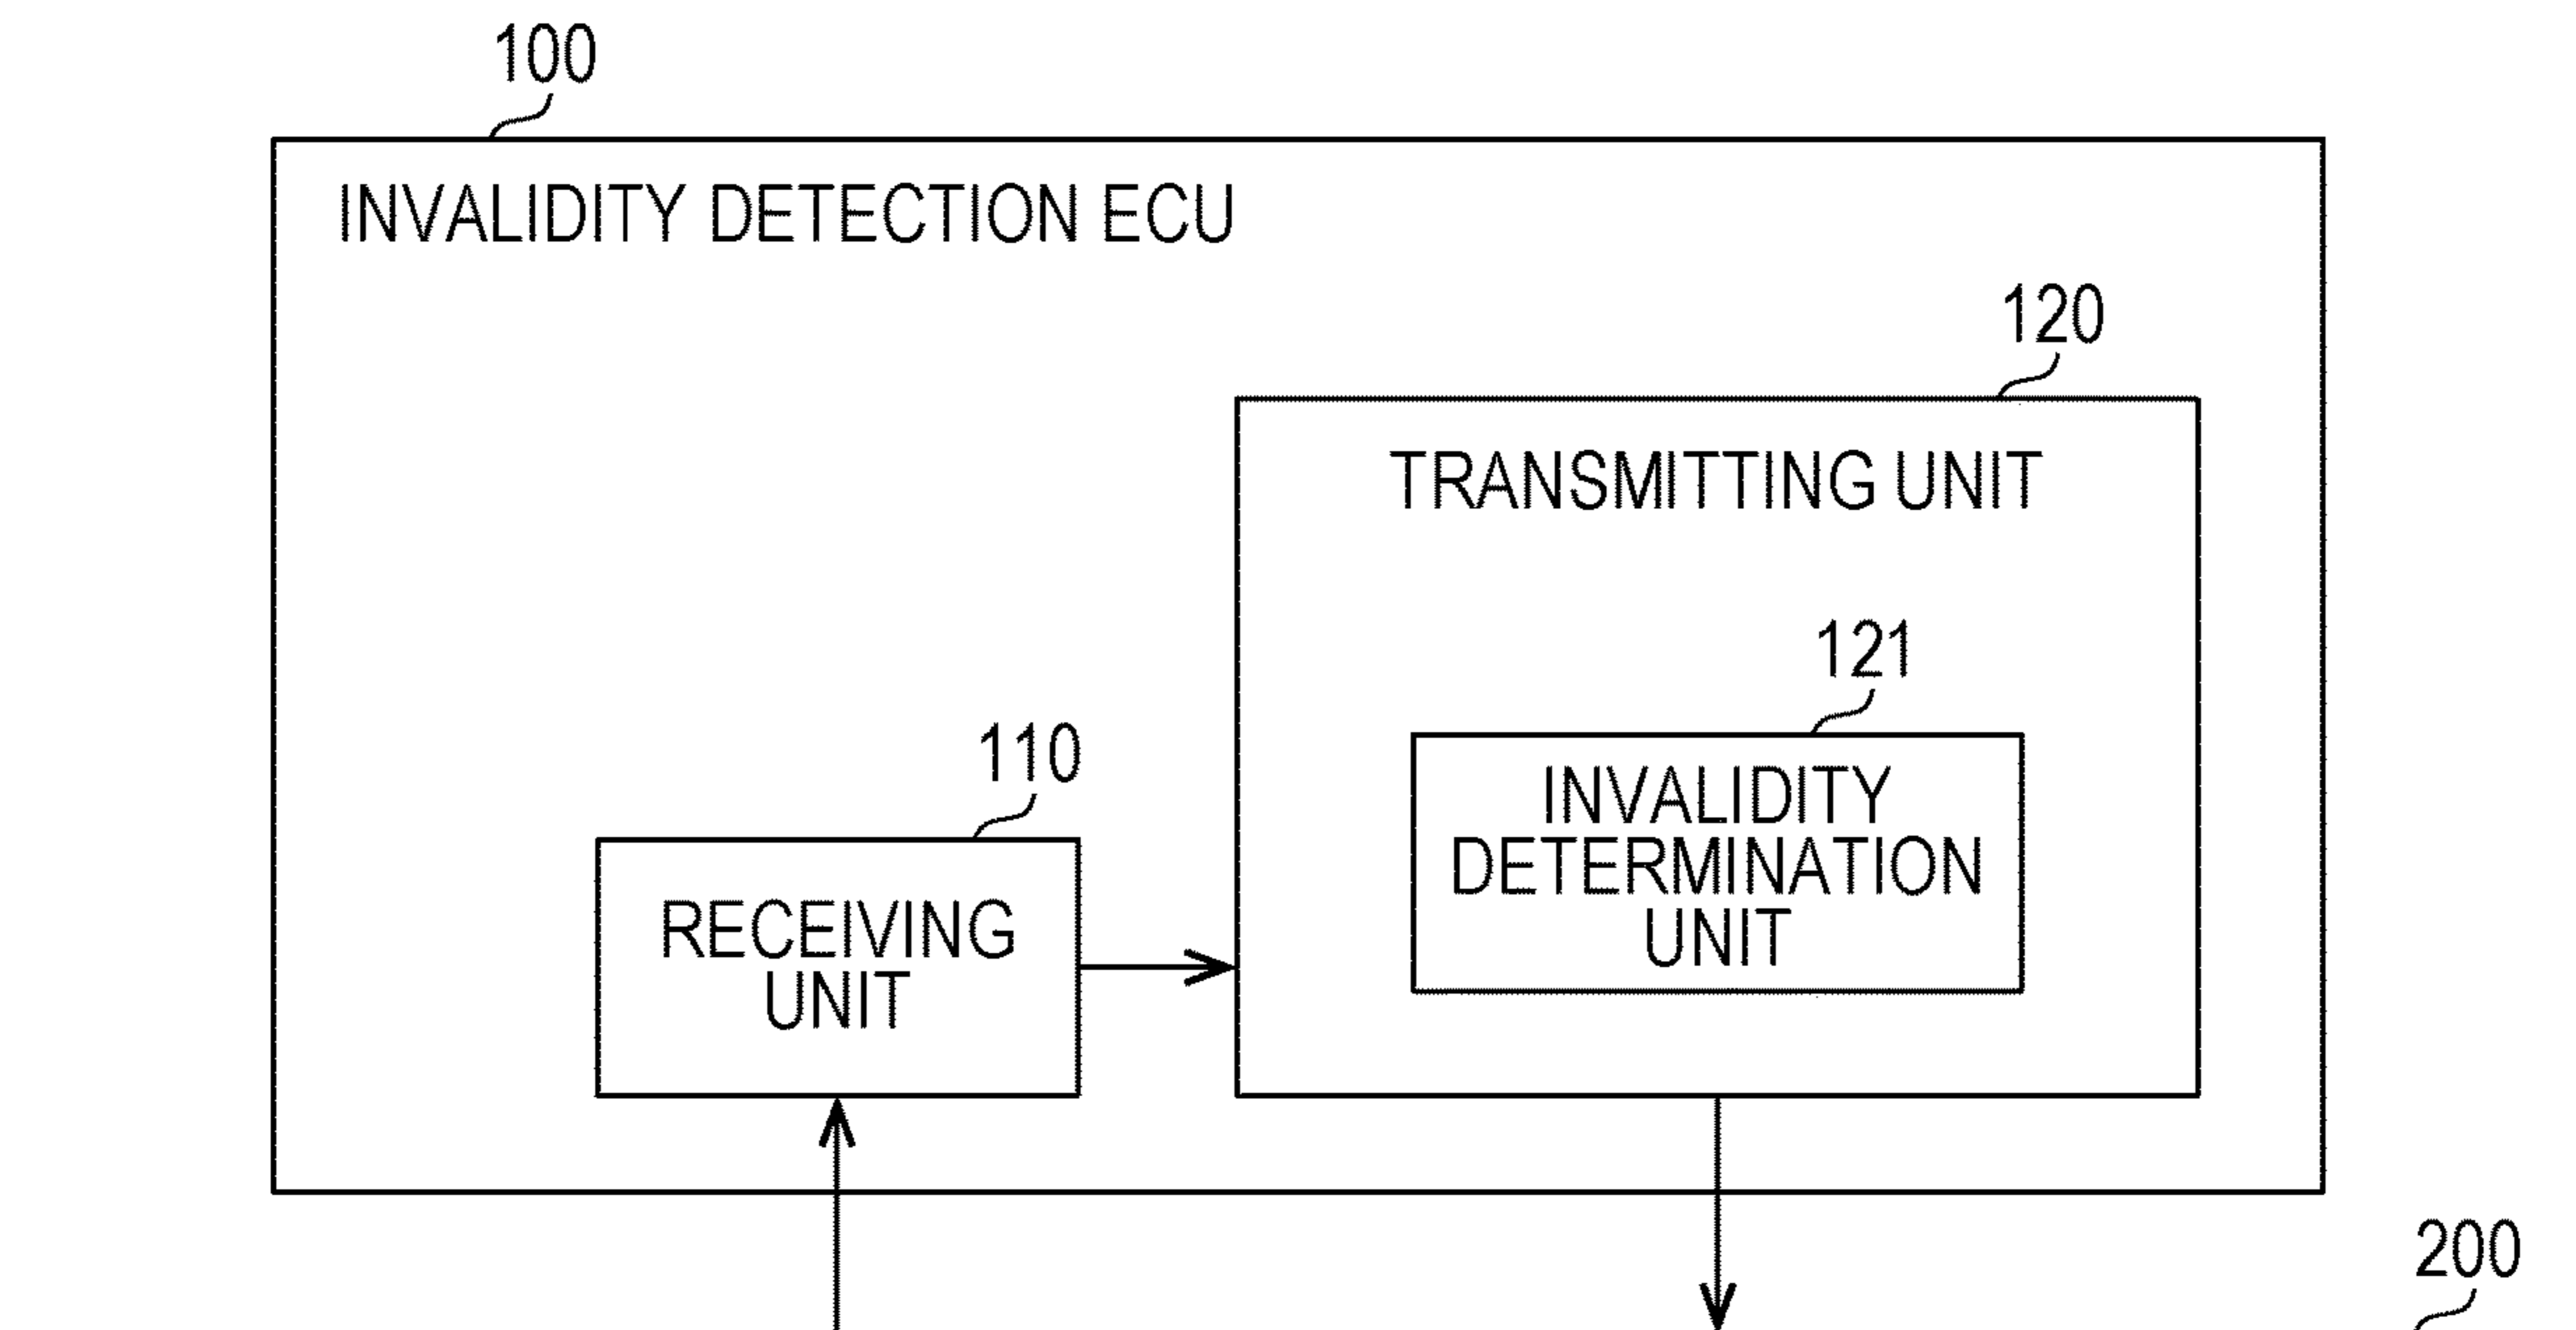 100
INVALIDITY DETECTION ECU
120
TRANSMITTING UNIT
121
INVALIDITY
DETERMINATION
UNIT
110
RECEIVING
UNIT
200